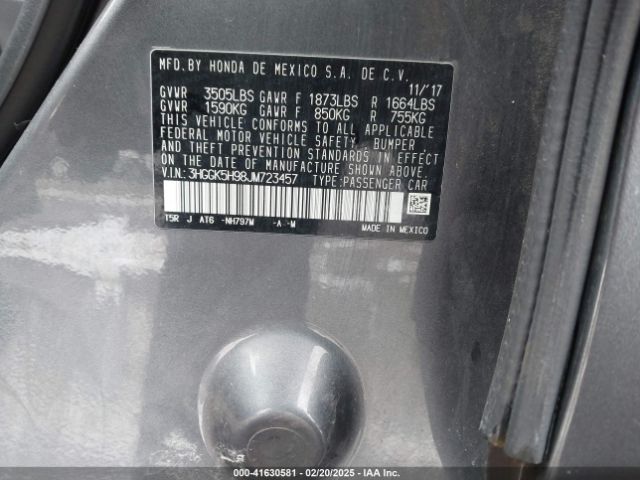 MFD. BY HONDA DE MEXICO S.A. DE C.V.
11/'17
GVWR 3505LBS GAWR F 1873LBS R 1664LBS
GVWR 1590KG GAWR F 850KG R 755KG
THIS VEHICLE CONFORMS TO ALL APPLICABLE
FEDERAL MOTOR VEHICLE SAFETY, BUMPER
AND THEFT PREVENTION STANDARDS IN EFFECT
ON THE DATE OF MANUFACTURE SHOWN ABOVE.
V.I.N.: 3HGGK5H98JM723457 TYPE:PASSENGER CAR
T5R J AT6 -NH797M -A -M
MADE IN MEXICO
000-41630581 - 02/20/2025 - IAA Inc.